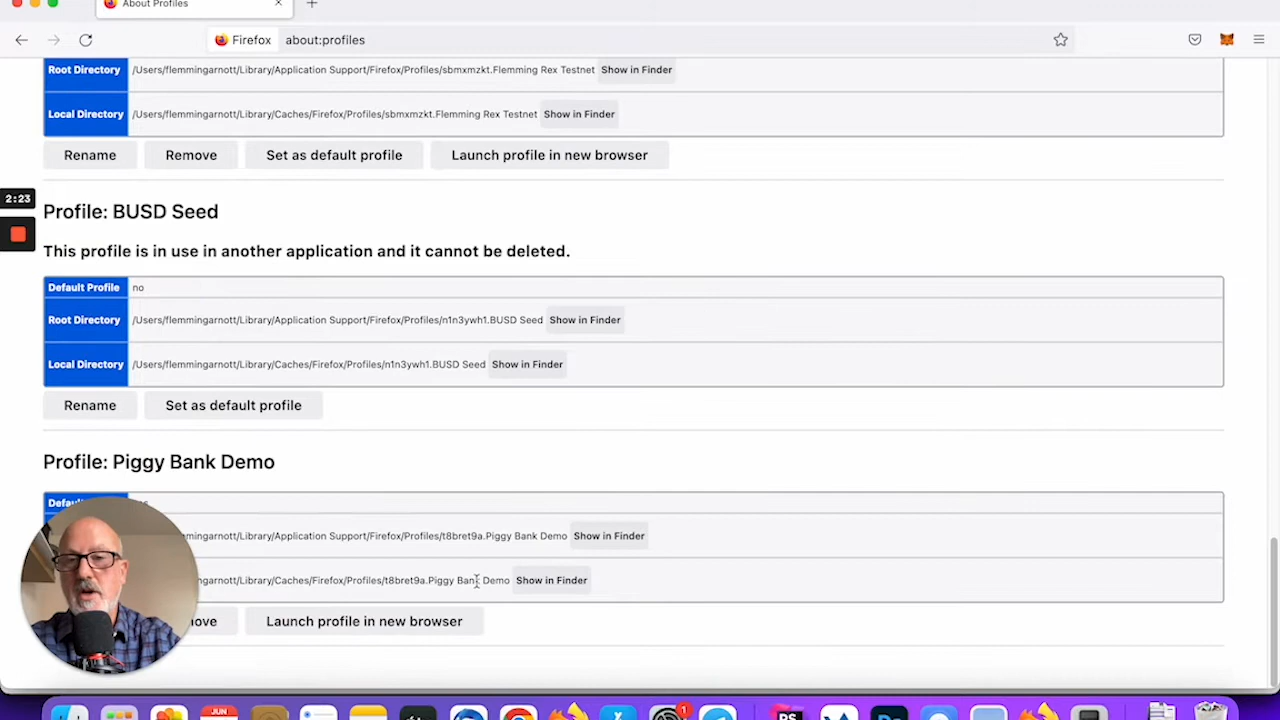 About Profiles
Firefox about:profiles
Root Directory /Users/flemmingarnott/Library/Application Support/Firefox/Profiles/sbmxmzkt.Flemming Rex Testnet Show in Finder
Local Directory /Users/flemmingarnott/Library/Caches/Firefox/Profiles/sbmxmzkt.Flemming Rex Testnet Show in Finder
Rename Remove Set as default profile Launch profile in new browser
2:23
Profile: BUSD Seed
This profile is in use in another application and it cannot be deleted.
Default Profile no
Root Directory /Users/flemmingarnott/Library/Application Support/Firefox/Profiles/n1n3ywh1.BUSD Seed Show in Finder
Local Directory /Users/flemmingarnott/Library/Caches/Firefox/Profiles/n1n3ywh1.BUSD Seed Show in Finder
Rename Set as default profile
Profile: Piggy Bank Demo
mingarnott/Library/Application Support/Firefox/Profiles/t8bret9a.Piggy Bank Demo Show in Finder
ngarnott/Library/Caches/Firefox/Profiles/t8bret9a.Piggy Bank Demo Show in Finder
ove Launch profile in new browser
JUN 1